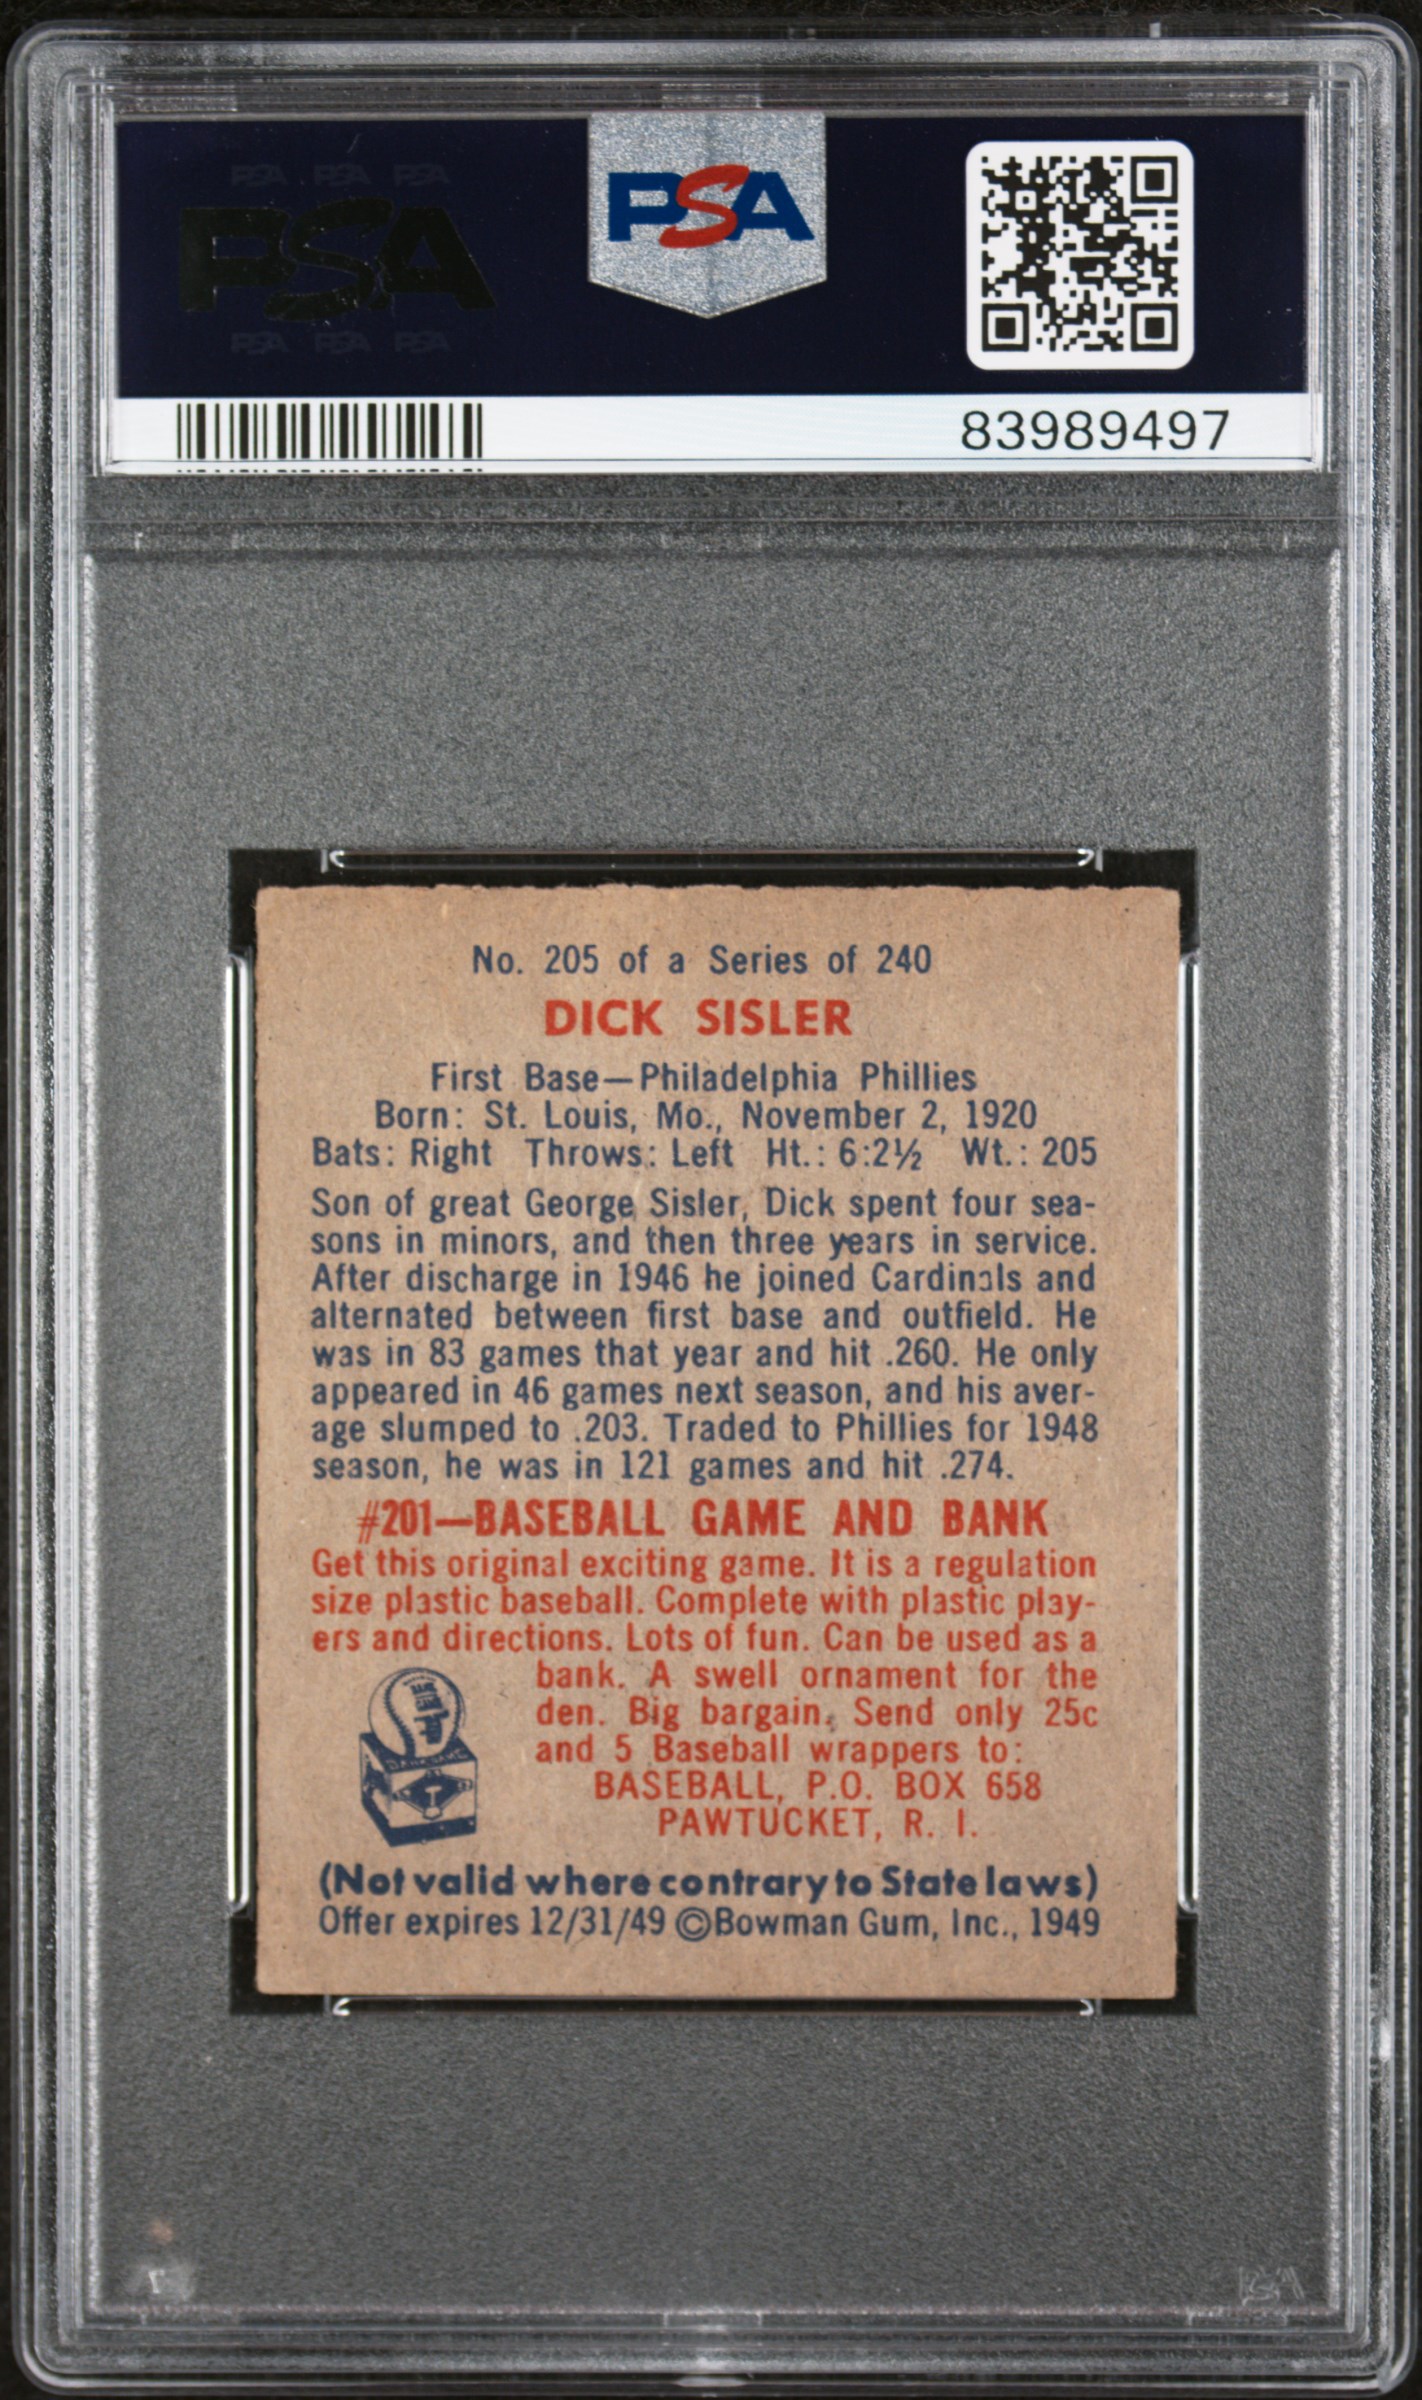 PSA PSA PSA
PSA
PSA PSA PSA
PSA
83989497
No. 205 of a Series of 240
DICK SISLER
First Base—Philadelphia Phillies
Born: St. Louis, Mo., November 2, 1920
Bats: Right Throws: Left Ht.: 6:2½ Wt.: 205
Son of great George Sisler, Dick spent four sea-
sons in minors, and then three years in service.
After discharge in 1946 he joined Cardinals and
alternated between first base and outfield. He
was in 83 games that year and hit .260. He only
appeared in 46 games next season, and his aver-
age slumped to .203. Traded to Phillies for 1948
season, he was in 121 games and hit .274.
#201—BASEBALL GAME AND BANK
Get this original exciting game. It is a regulation
size plastic baseball. Complete with plastic play-
ers and directions. Lots of fun. Can be used as a
bank. A swell ornament for the
den. Big bargain. Send only 25c
and 5 Baseball wrappers to:
BASEBALL, P.O. BOX 658
PAWTUCKET, R. I.
(Not valid where contrary to State laws)
Offer expires 12/31/49 ©Bowman Gum, Inc., 1949
PSA